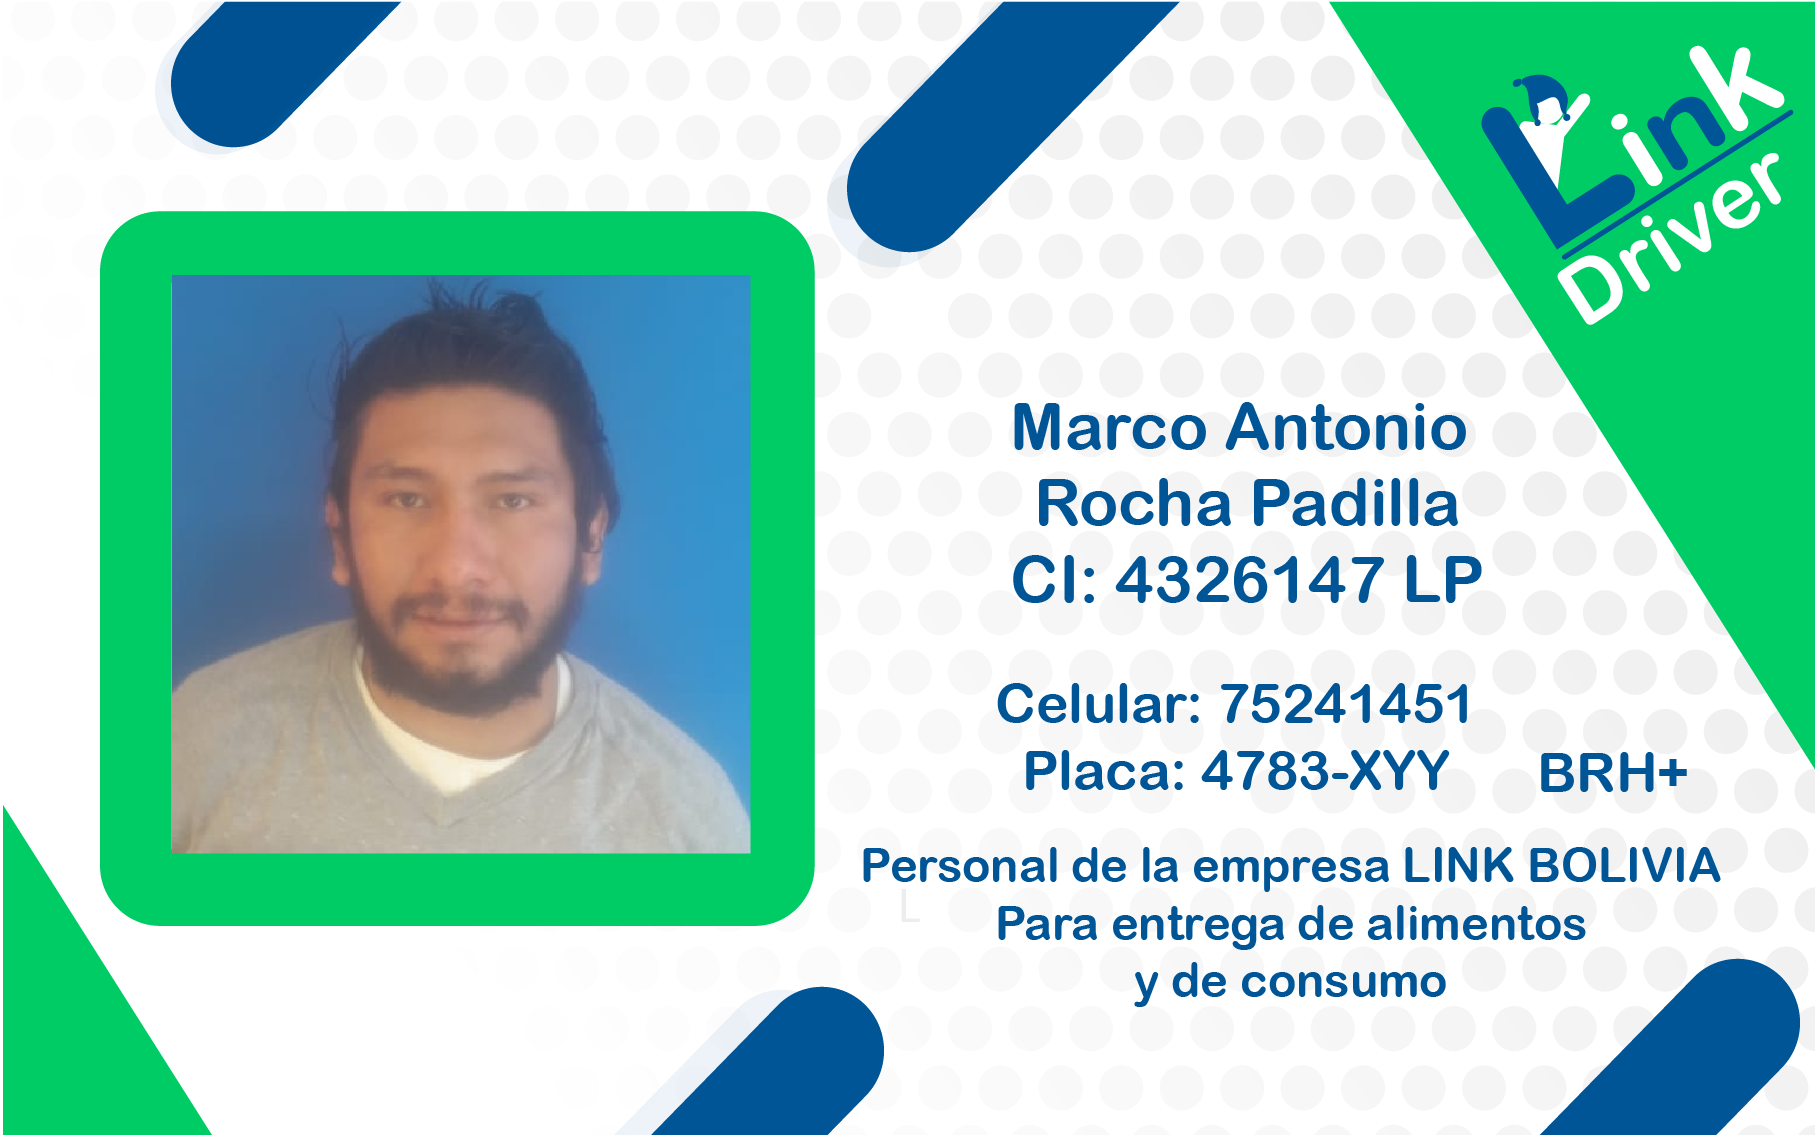 Link
Driver
Marco Antonio
Rocha Padilla
CI: 4326147 LP
Celular: 75241451
Placa: 4783-XYY
BRH+
Personal de la empresa LINK BOLIVIA
L
Para entrega de alimentos
y de consumo